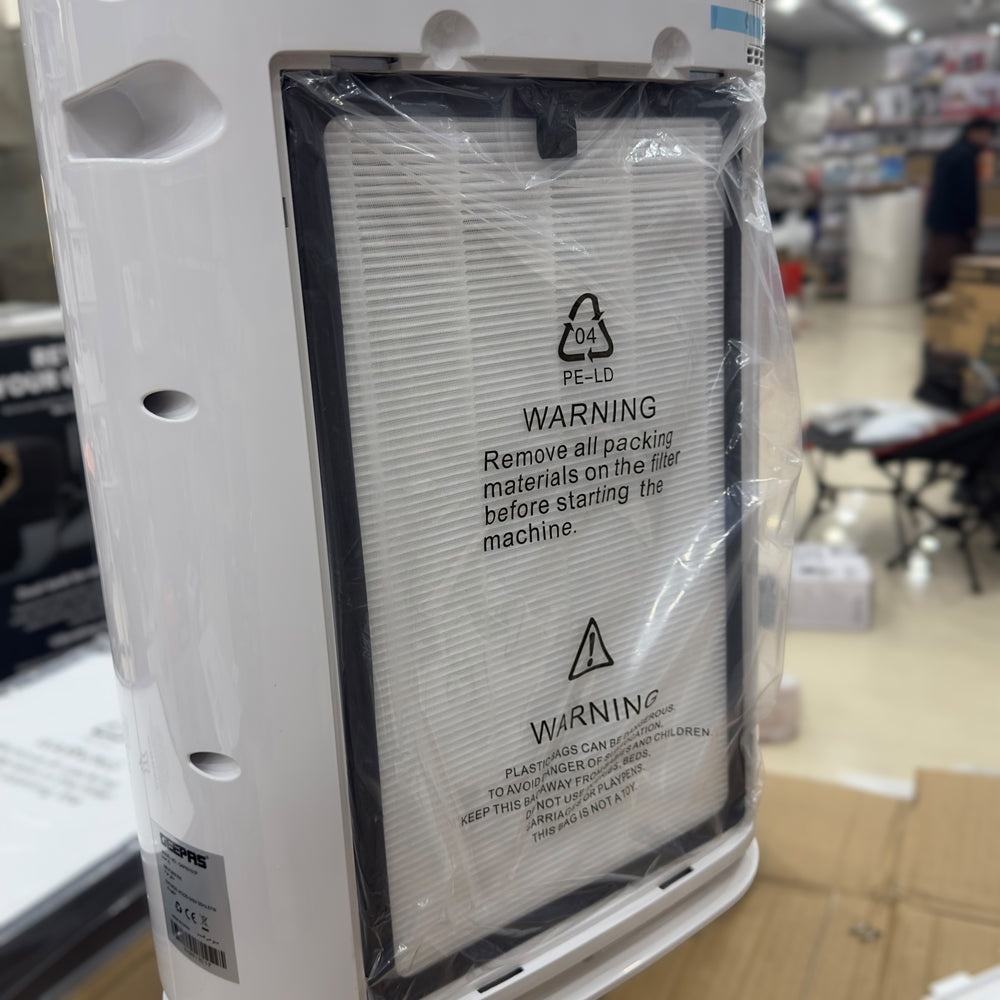 04
PE-LD
WARNING
Remove all packing
materials on the filter
before starting the
machine.
WARNING
PLASTIC BAGS CAN BE DANGEROUS.
TO AVOID DANGER OF SUFFOCATION,
KEEP THIS BAG AWAY FROM BABIES AND CHILDREN.
DO NOT USE IN CRIBS, BEDS,
CARRIAGES OR PLAYPENS.
THIS BAG IS NOT A TOY.
GEEPAS
CE